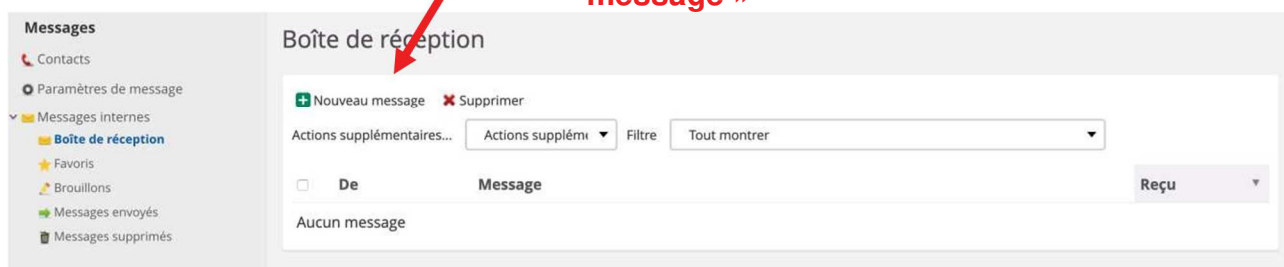 message »
Messages
Contacts
Paramètres de message
Messages internes
Boîte de réception
Favoris
Brouillons
Messages envoyés
Messages supprimés
Boîte de réception
Nouveau message Supprimer
Actions supplémentaires... Actions supplém Filtre Tout montrer
De Message Reçu
Aucun message